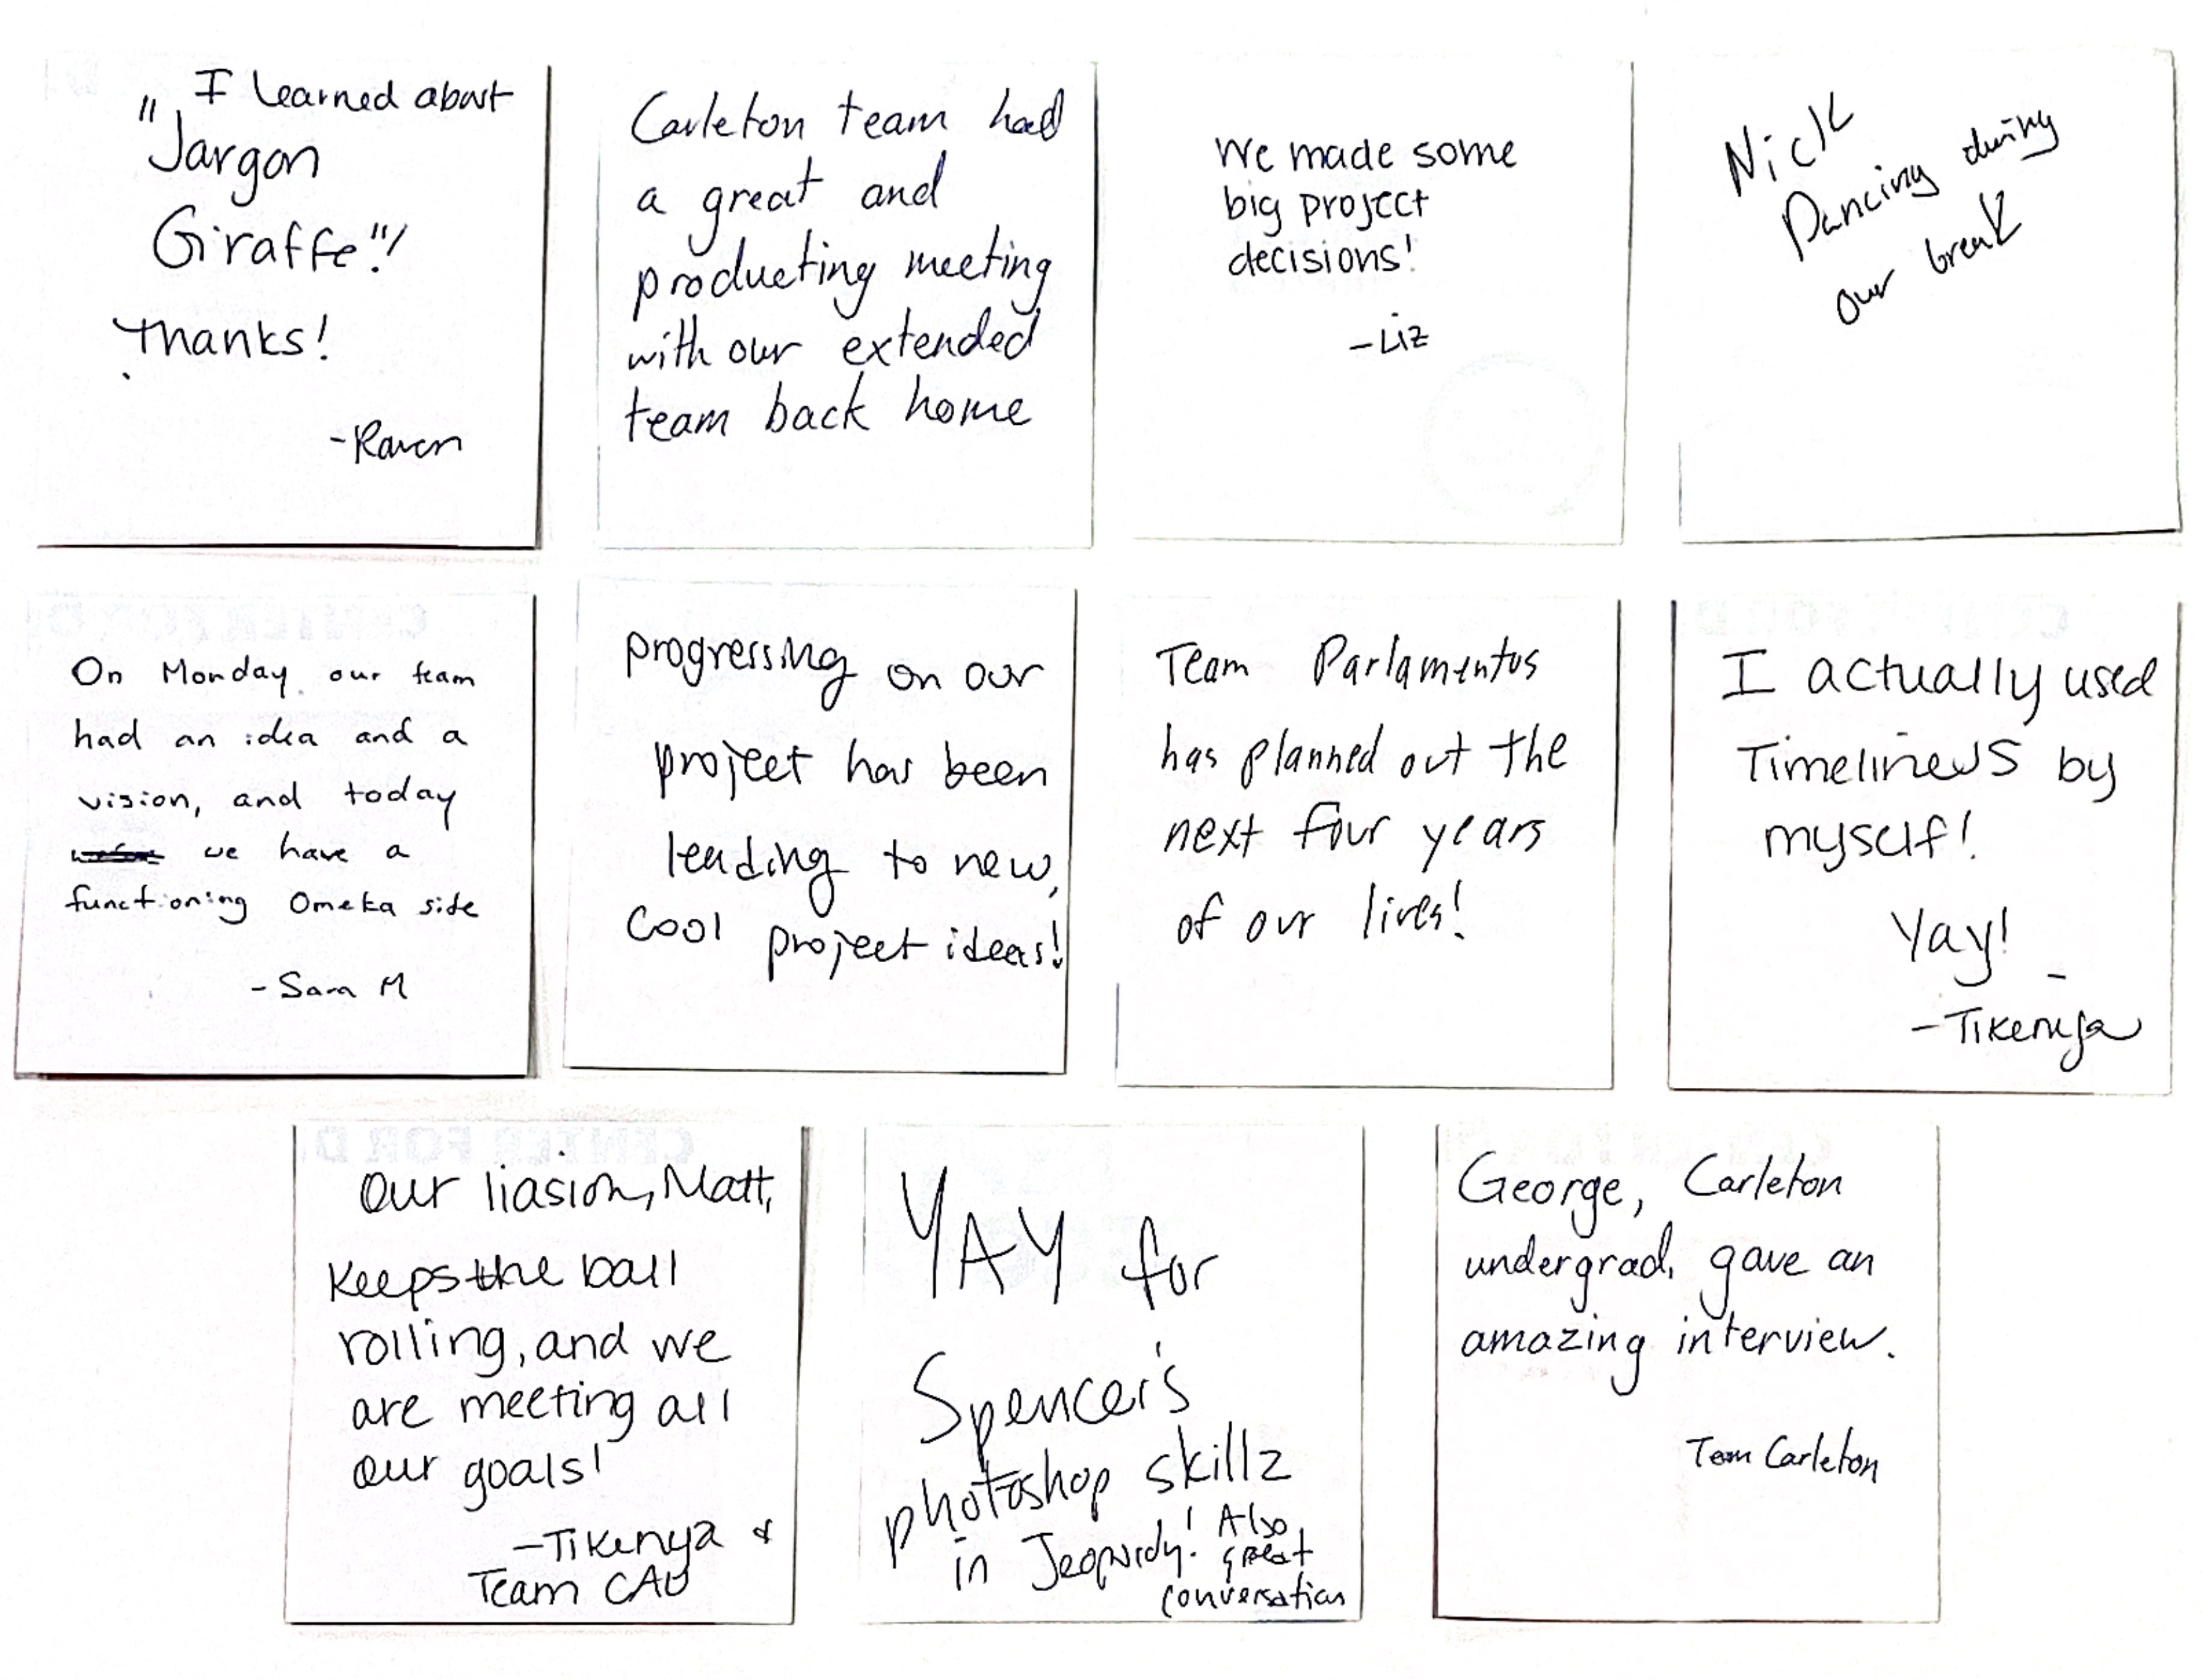 I learned about
"Jargon
Giraffe"!
Thanks!
-Raven
Carleton team had
a great and
producting meeting
with our extended
team back home
We made some
big project
decisions!
-Liz
Nick
Dancing during
our break
On Monday our team
had an idea and a
vision, and today
we have a
functioning Omeka side
- Sara M
progressing on our
project has been
leading to new,
cool project ideas!
Team Parlamentos
has planned out the
next four years
of our lives!
I actually used
TimelineJS by
myself!
Yay!
-Tikenya
Our liasion, Matt,
keeps the ball
rolling, and we
are meeting all
our goals!
-Tikenya &
Team CAU
YAY for
Spencer's
photoshop skillz
in Jeopardy! Also
great
conversation
George, Carleton
undergrad, gave an
amazing interview.
Team Carleton